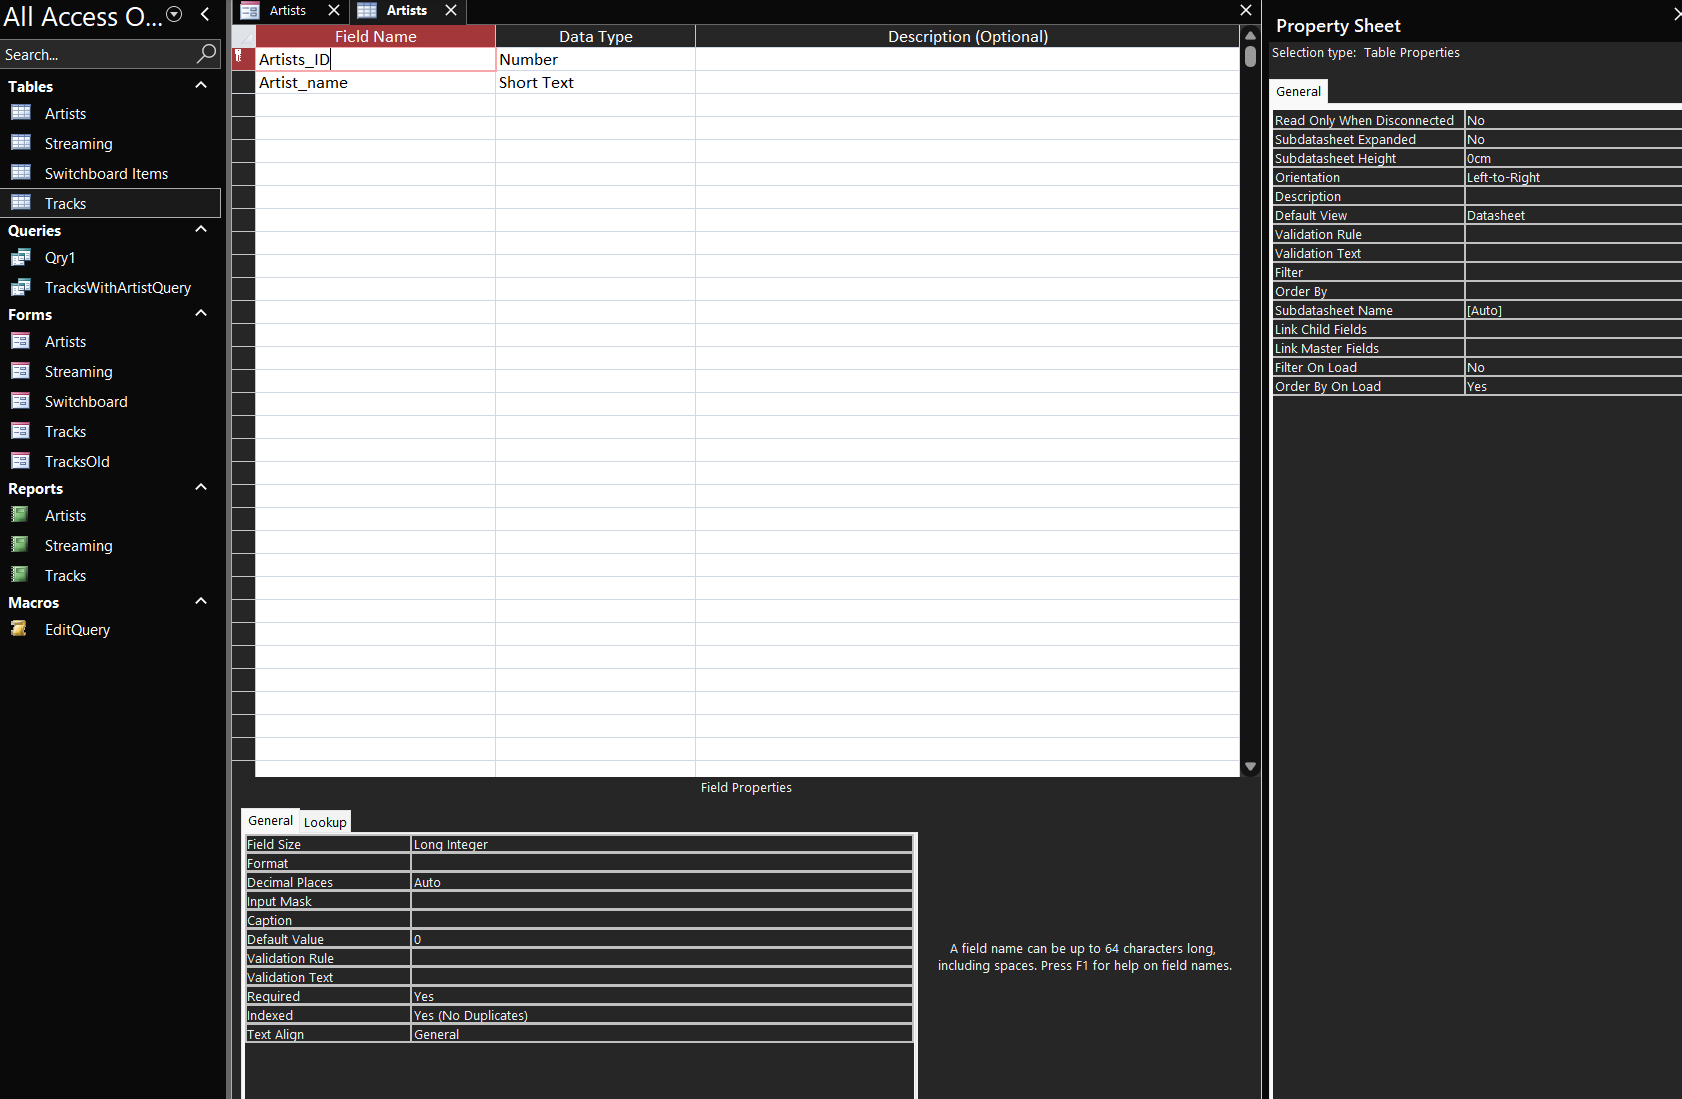 All Access O...
Search...
Tables
Artists
Streaming
Switchboard Items
Tracks
Queries
Qry1
TracksWithArtistQuery
Forms
Artists
Streaming
Switchboard
Tracks
TracksOld
Reports
Artists
Streaming
Tracks
Macros
EditQuery
Artists
Artists
Field Name Data Type Description (Optional)
Artists_ID Number
Artist_name Short Text
Field Properties
General Lookup
Field Size Long Integer
Format
Decimal Places Auto
Input Mask
Caption
Default Value 0
Validation Rule
Validation Text
Required Yes
Indexed Yes (No Duplicates)
Text Align General
A field name can be up to 64 characters long,
including spaces. Press F1 for help on field names.
Property Sheet
Selection type: Table Properties
General
Read Only When Disconnected No
Subdatasheet Expanded No
Subdatasheet Height 0cm
Orientation Left-to-Right
Description
Default View Datasheet
Validation Rule
Validation Text
Filter
Order By
Subdatasheet Name [Auto]
Link Child Fields
Link Master Fields
Filter On Load No
Order By On Load Yes